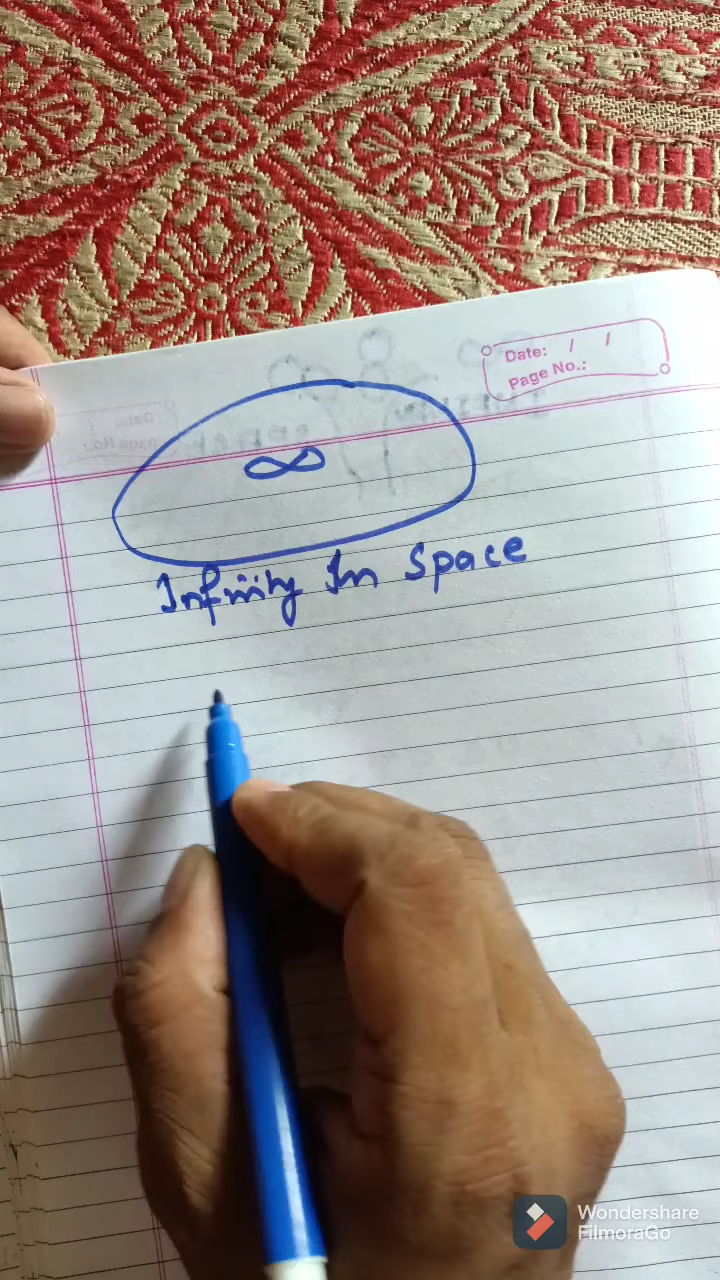 Date: / /
Page No.:
∞
Infinity In Space
Wondershare
FilmoraGo